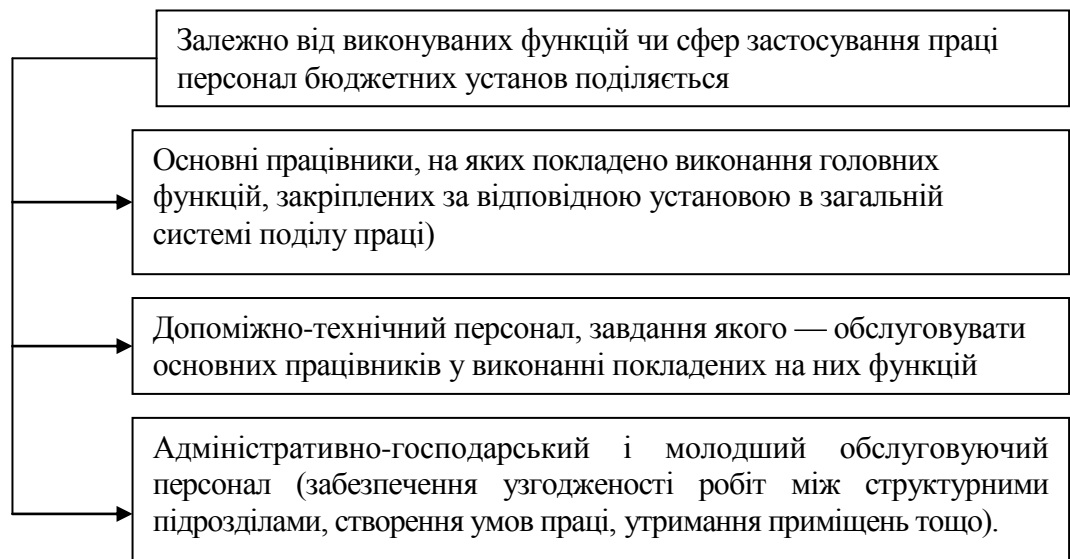 Залежно від виконуваних функцій чи сфер застосування праці
персонал бюджетних установ поділяється
Основні працівники, на яких покладено виконання головних
функцій, закріплених за відповідною установою в загальній
системі поділу праці)
Допоміжно-технічний персонал, завдання якого — обслуговувати
основних працівників у виконанні покладених на них функцій
Адміністративно-господарський і молодший обслуговуючий
персонал (забезпечення узгодженості робіт між структурними
підрозділами, створення умов праці, утримання приміщень тощо).